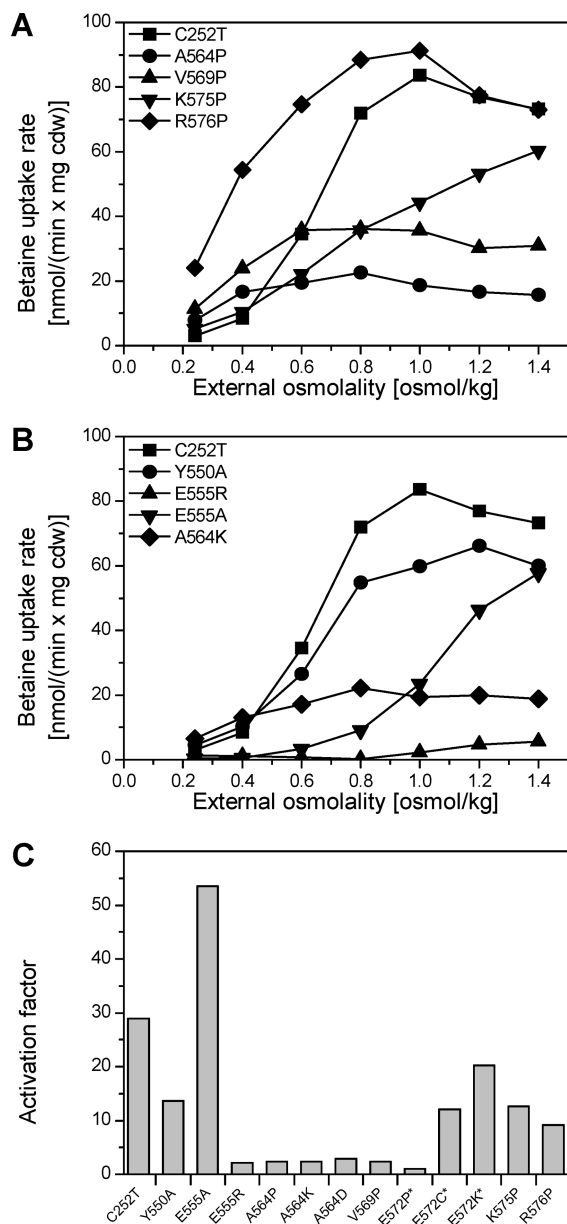 A
C252T
A564P
V569P
K575P
R576P
Betaine uptake rate
[nmol/(min x mg cdw)]
100
80
60
40
20
0
0.0 0.2 0.4 0.6 0.8 1.0 1.2 1.4
External osmolality [osmol/kg]
B
C252T
Y550A
E555R
E555A
A564K
Betaine uptake rate
[nmol/(min x mg cdw)]
100
80
60
40
20
0
0.0 0.2 0.4 0.6 0.8 1.0 1.2 1.4
External osmolality [osmol/kg]
C
Activation factor
60
50
40
30
20
10
0
C252T Y550A E555A E555R A564P A564K A564D V569P E572P* E572C* E572K* K575P R576P